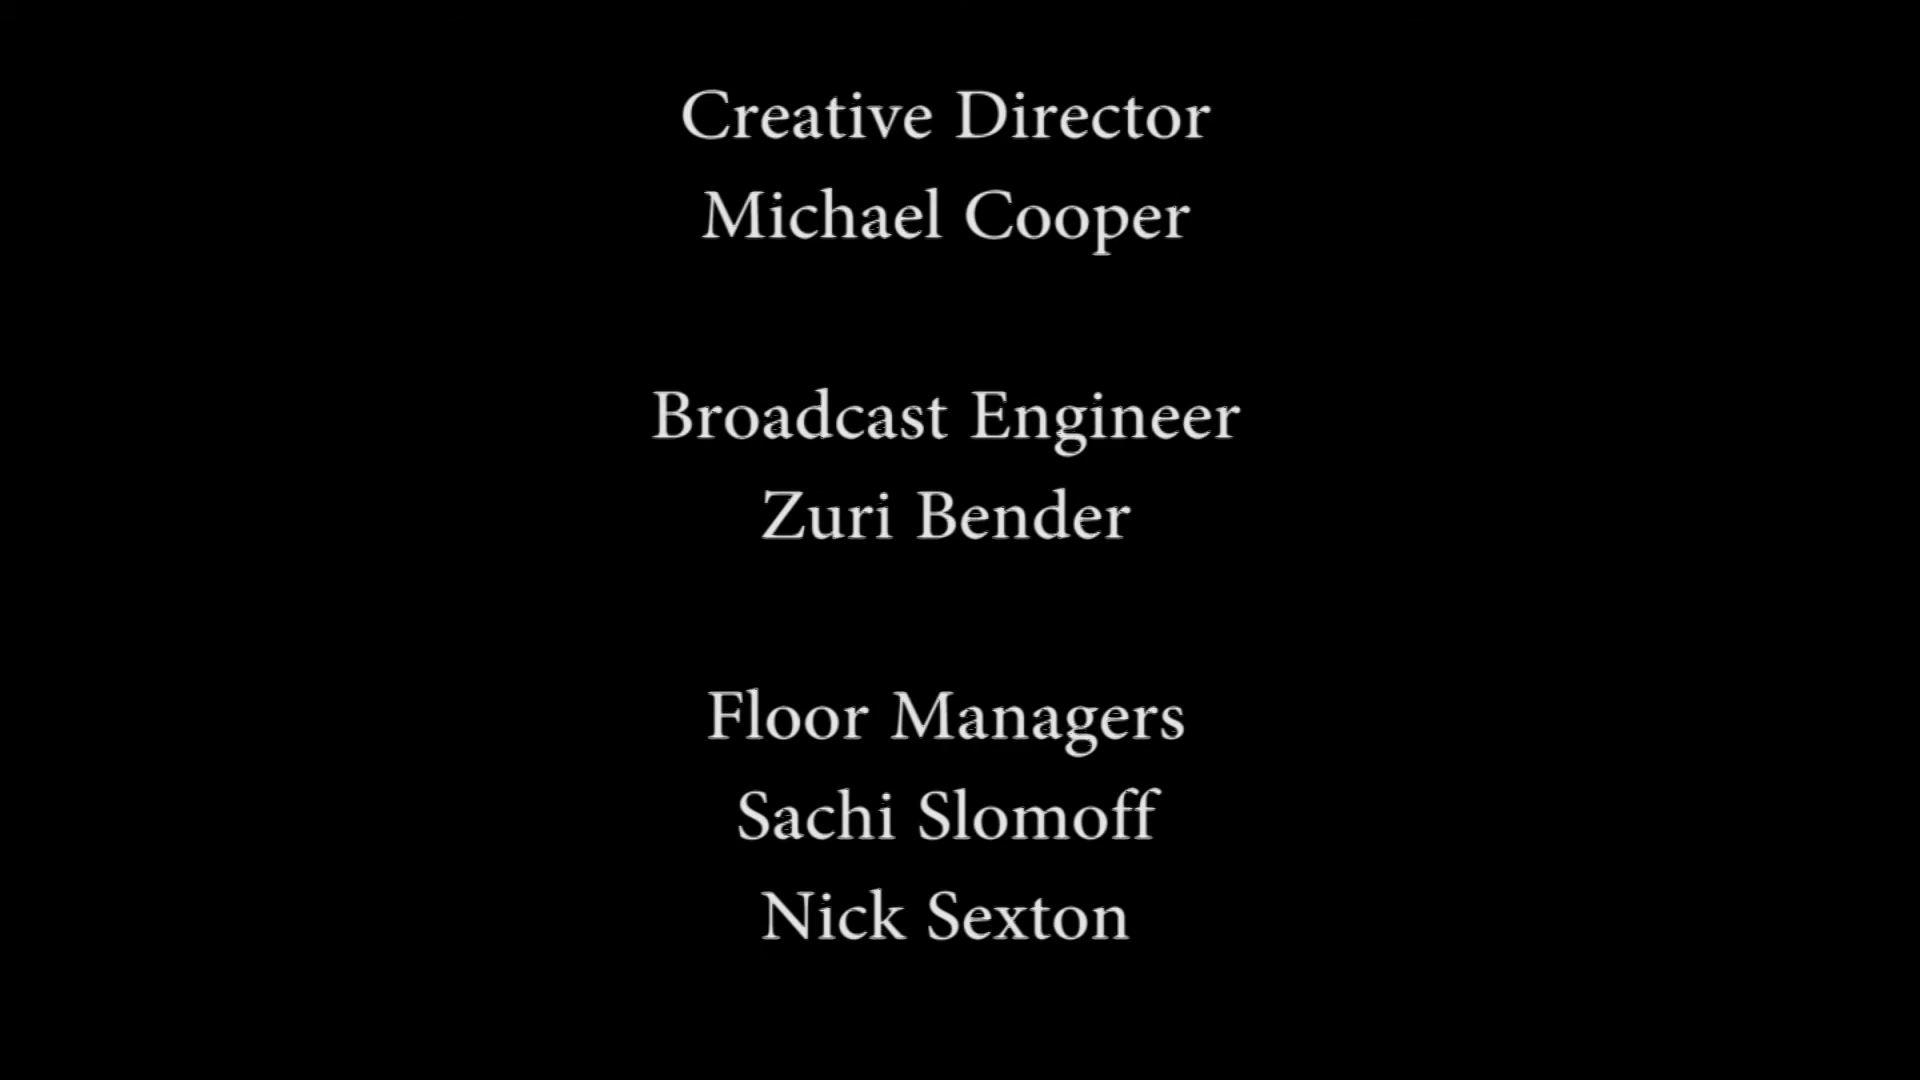 Creative Director
Michael Cooper
Broadcast Engineer
Zuri Bender
Floor Managers
Sachi Slomoff
Nick Sexton